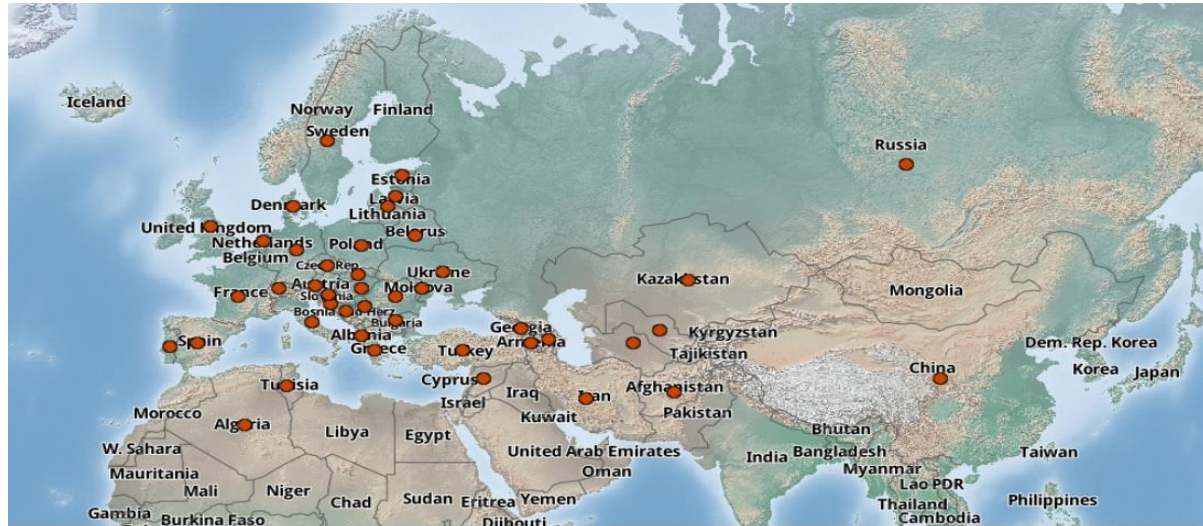 Iceland
Norway
Finland
Sweden
Estonia
Latvia
Denmark
Lithuania
United Kingdom
Netherlands
Poland
Belarus
Belgium
Czech Rep.
Ukraine
Austria
France
Moldova
Slovenia
Bosnia and Herz.
Bulgaria
Albania
Spain
Greece
Turkey
Georgia
Armenia
Russia
Kazakhstan
Mongolia
Kyrgyzstan
Tajikistan
Dem. Rep. Korea
Korea
Japan
China
Cyprus
Tunisia
Israel
Iraq
Iran
Afghanistan
Kuwait
Pakistan
Morocco
Algeria
Libya
Egypt
W. Sahara
United Arab Emirates
Oman
India
Bhutan
Bangladesh
Myanmar
Taiwan
Mauritania
Mali
Niger
Chad
Sudan
Eritrea
Yemen
Lao PDR
Thailand
Philippines
Gambia
Burkina Faso
Djibouti
Cambodia